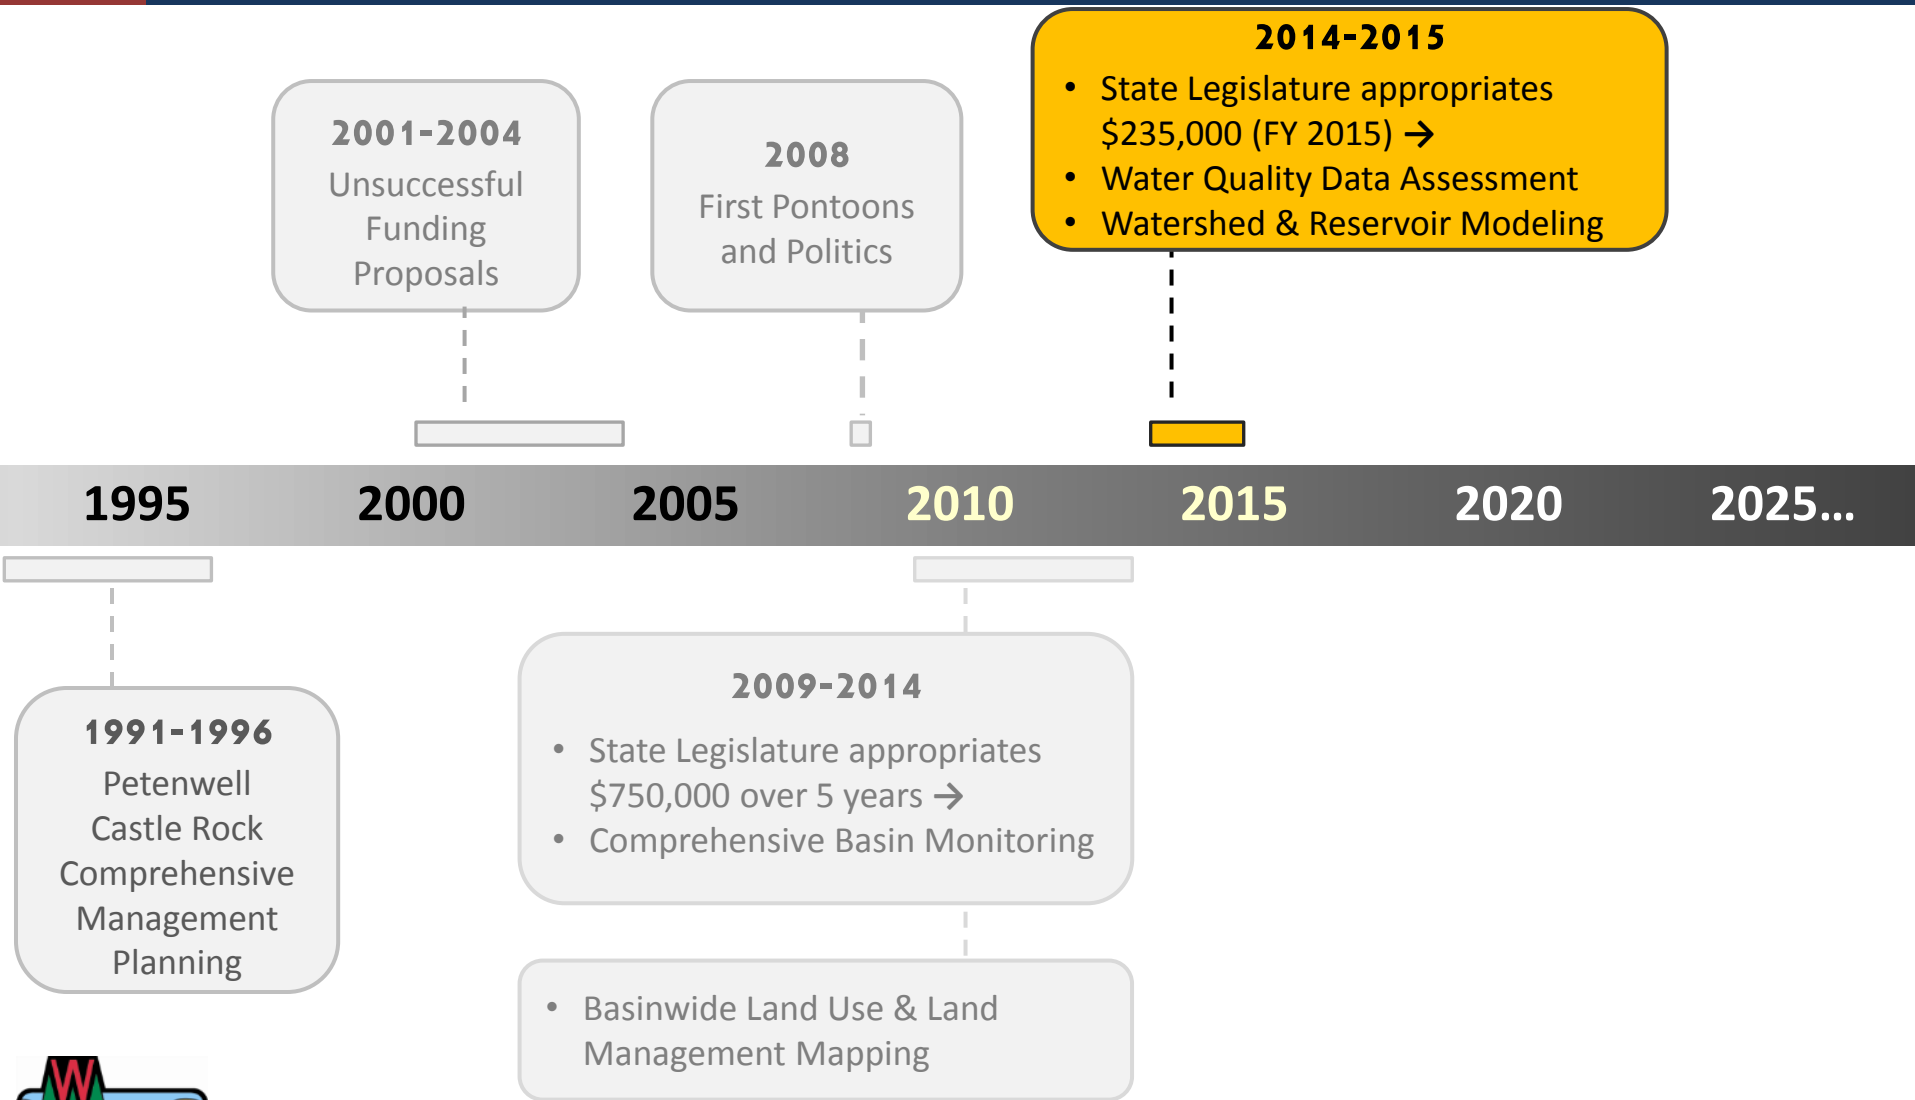 2014-2015
• State Legislature appropriates
$235,000 (FY 2015) →
• Water Quality Data Assessment
• Watershed & Reservoir Modeling
2001-2004
Unsuccessful
Funding
Proposals
2008
First Pontoons
and Politics
1995 2000 2005 2010 2015 2020 2025...
1991-1996
Petenwell
Castle Rock
Comprehensive
Management
Planning
2009-2014
• State Legislature appropriates
$750,000 over 5 years →
• Comprehensive Basin Monitoring
• Basinwide Land Use & Land
Management Mapping
W